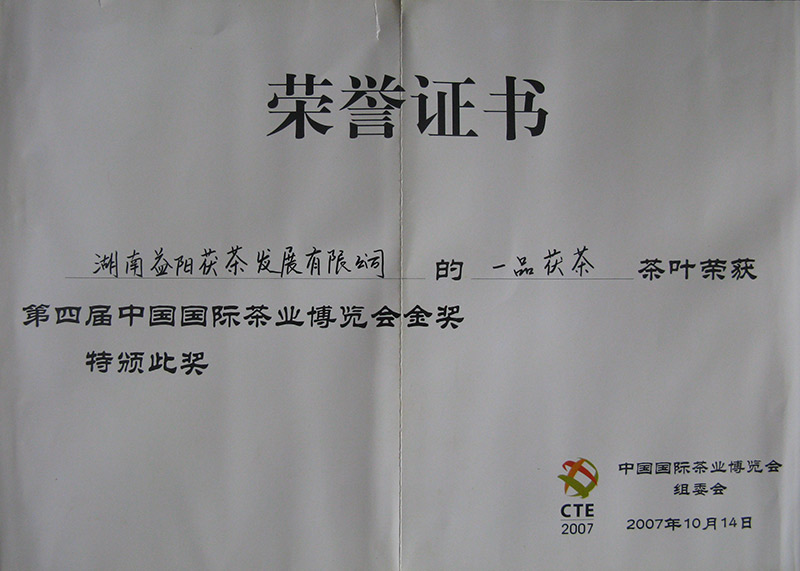 荣誉证书
湖南益阳茯茶发展有限公司 的 一品茯茶 茶叶荣获
第四届中国国际茶业博览会金奖
特颁此奖
中国国际茶业博览会
组委会
2007年10月14日
CTE
2007